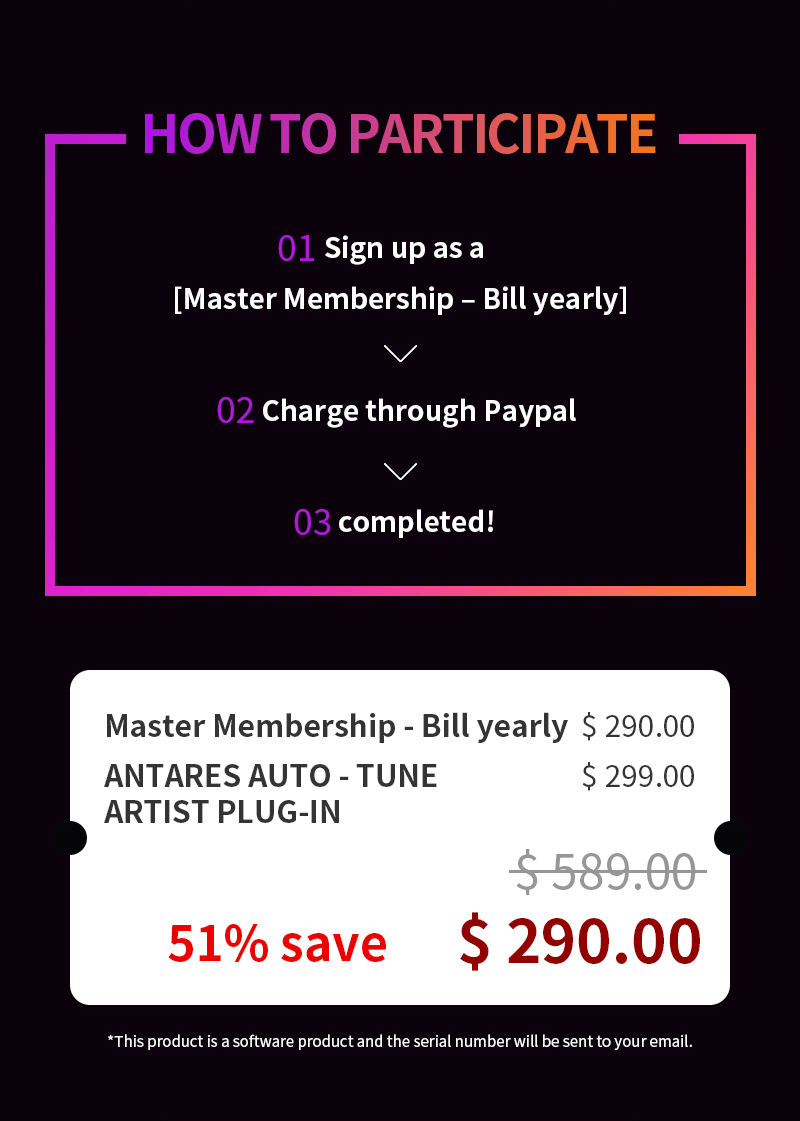 HOW TO PARTICIPATE
01 Sign up as a
[Master Membership – Bill yearly]
02 Charge through Paypal
03 completed!
Master Membership - Bill yearly $ 290.00
ANTARES AUTO - TUNE $ 299.00
ARTIST PLUG-IN
$ 589.00
51% save $ 290.00
*This product is a software product and the serial number will be sent to your email.